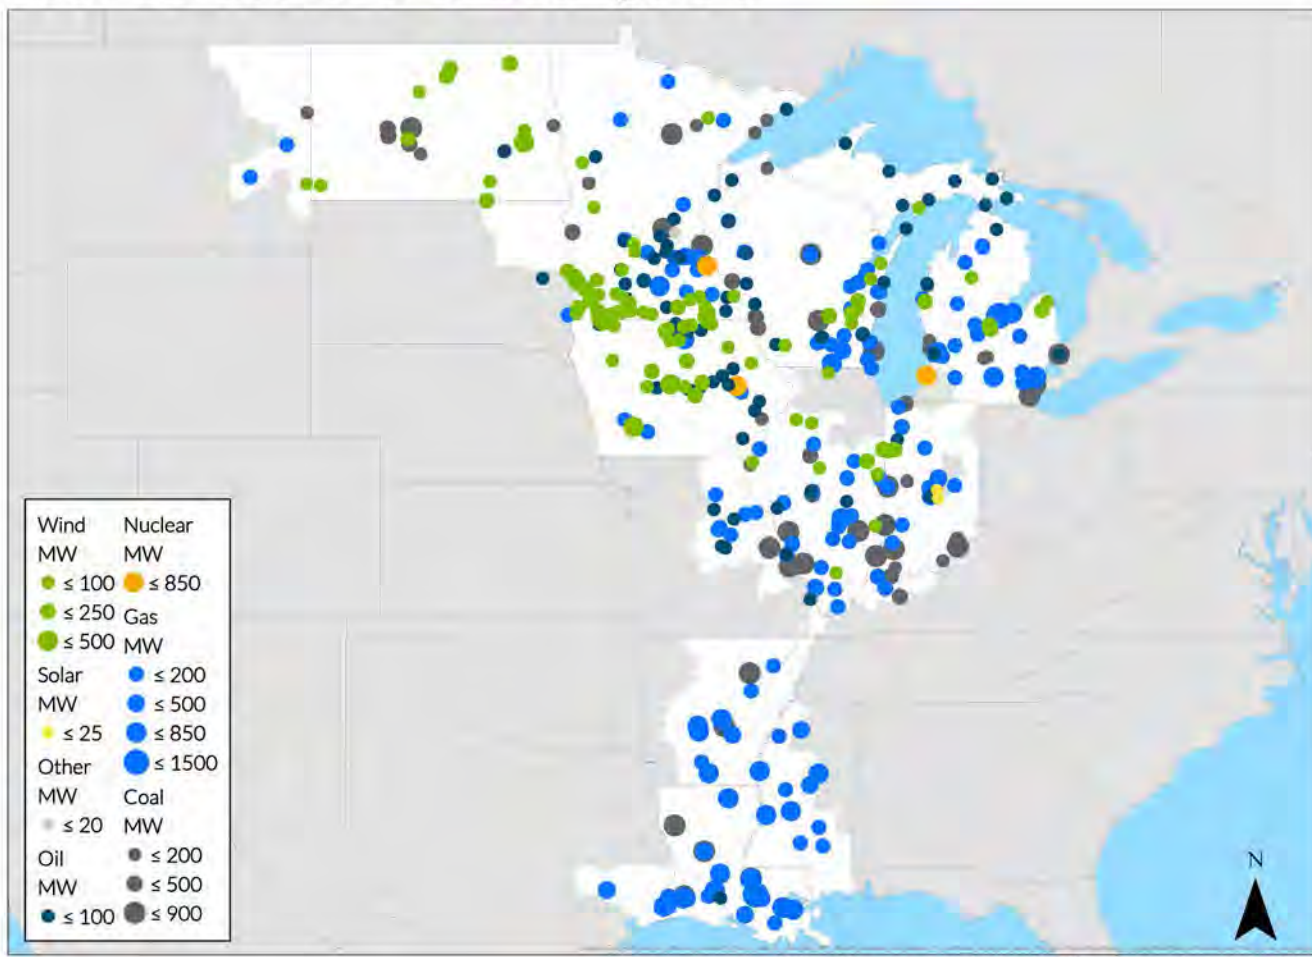 N
Wind
MW
≤ 100
≤ 250
≤ 500
Solar
MW
≤ 25
Other
MW
≤ 20
Oil
MW
≤ 100
Nuclear
MW
≤ 850
Gas
MW
≤ 200
≤ 500
≤ 850
≤ 1500
Coal
MW
≤ 200
≤ 500
≤ 900